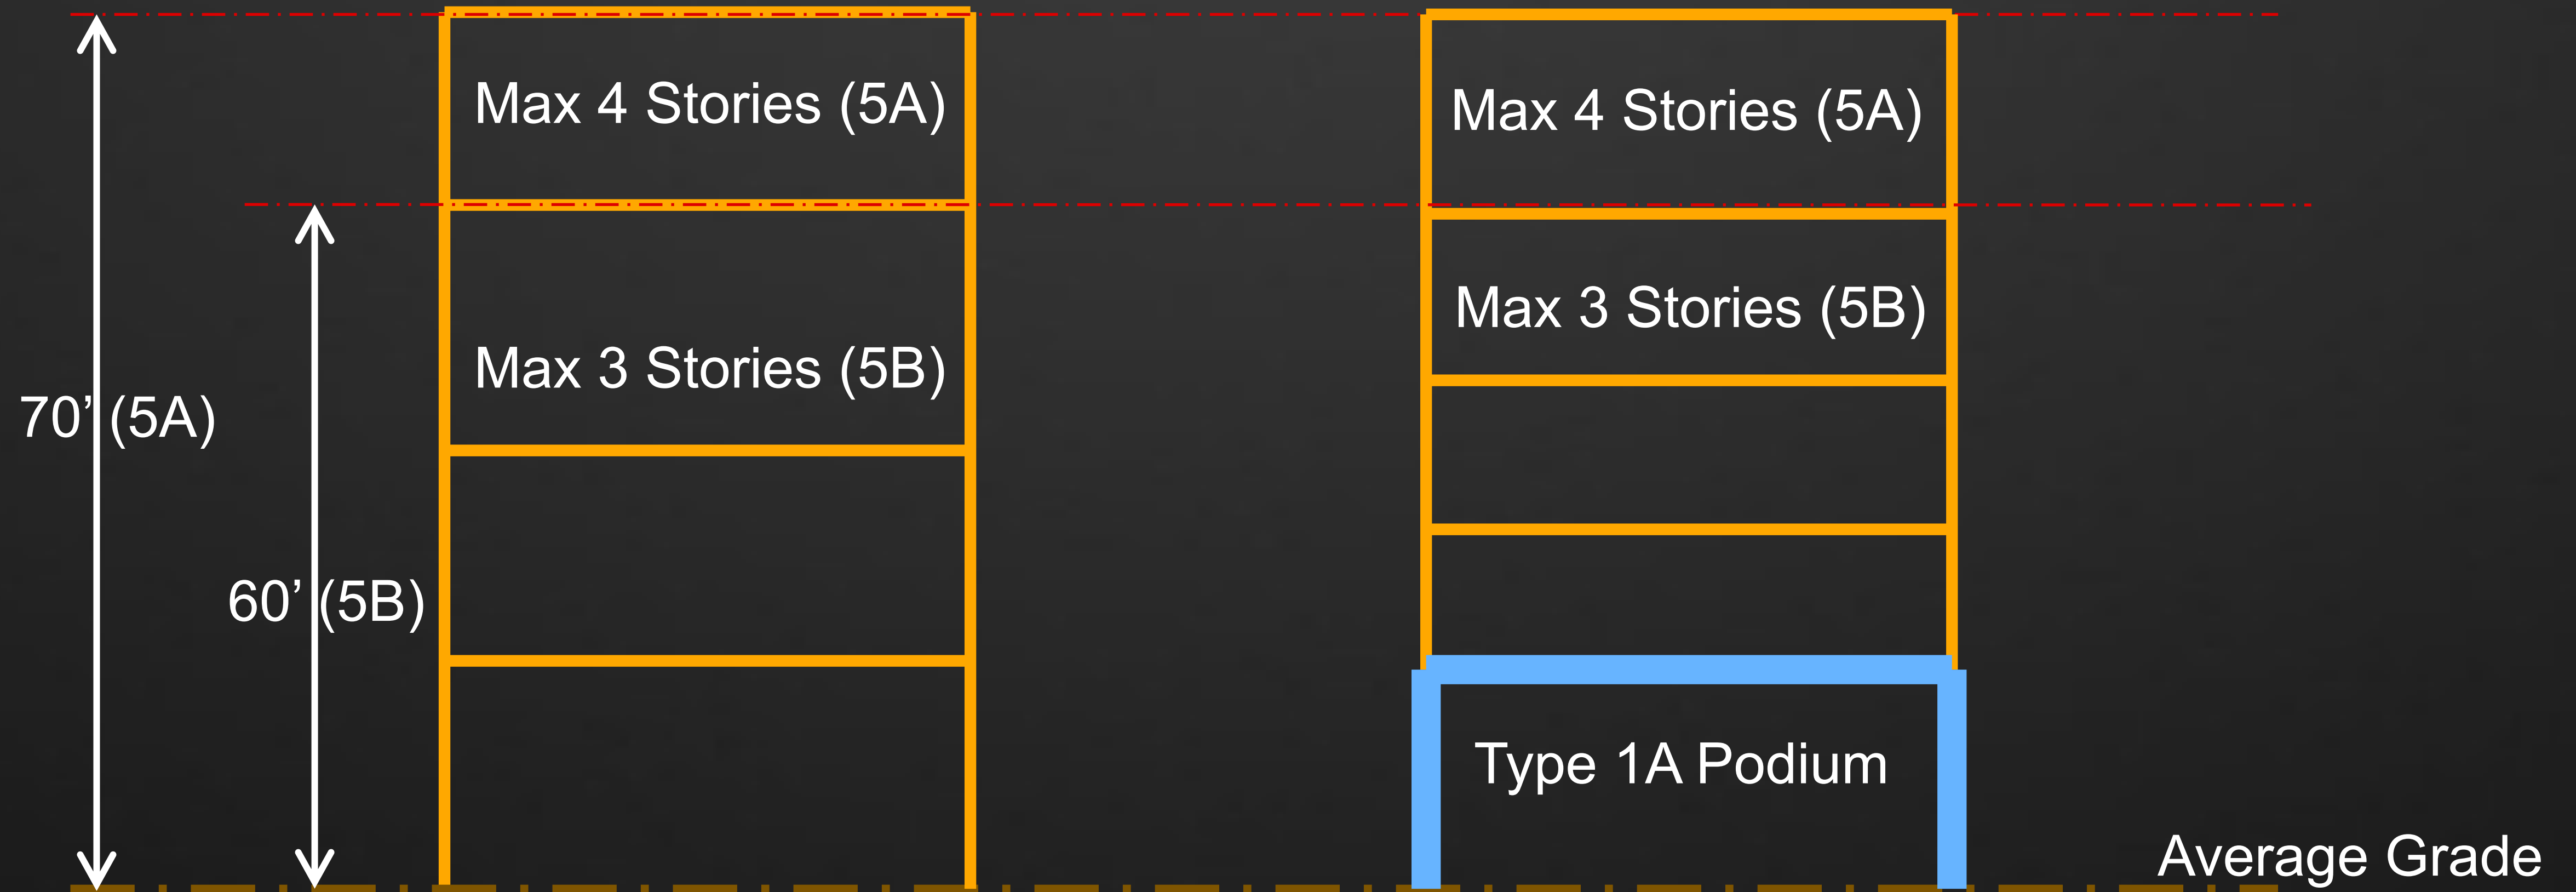 Max 4 Stories (5A)
Max 4 Stories (5A)
Max 3 Stories (5B)
Max 3 Stories (5B)
70’ (5A)
60’ (5B)
Type 1A Podium
Average Grade